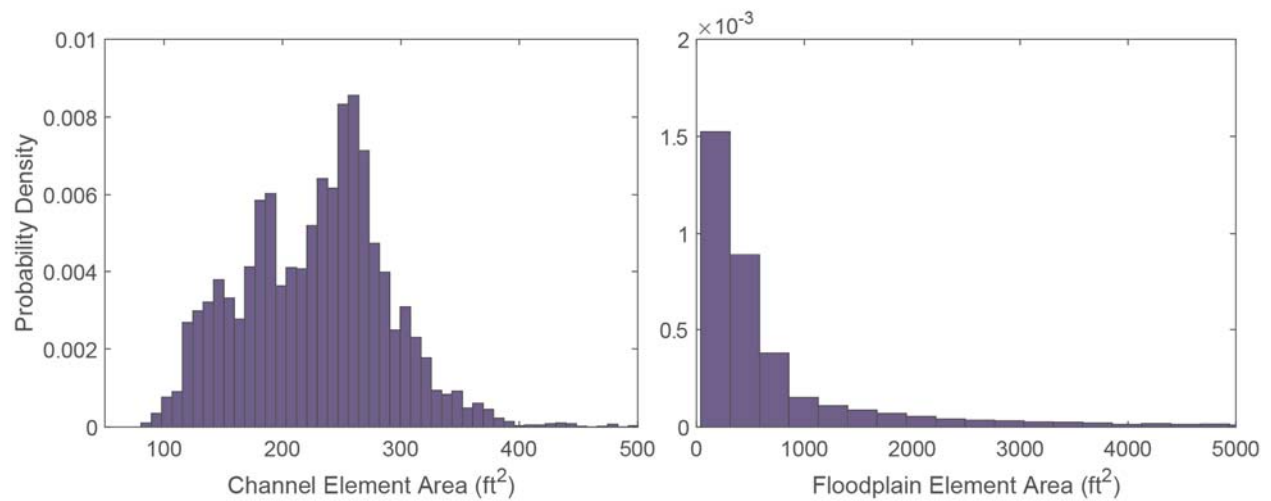 0.01
0.008
0.006
0.004
0.002
0
100 200 300 400 500
Probability Density
Channel Element Area (ft²)
×10⁻³
2
1.5
1
0.5
0
0 1000 2000 3000 4000 5000
Floodplain Element Area (ft²)